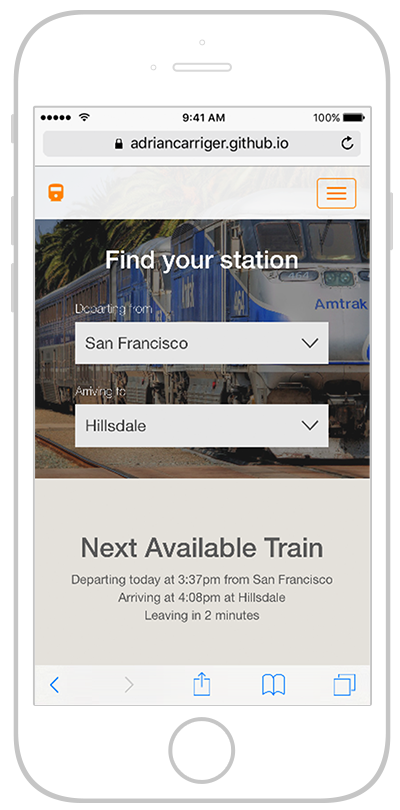 9:41 AM
100%
adriancarriger.github.io
Find your station
464
Amtrak
Departing from
San Francisco
Arriving to
Hillsdale
Next Available Train
Departing today at 3:37pm from San Francisco
Arriving at 4:08pm at Hillsdale
Leaving in 2 minutes